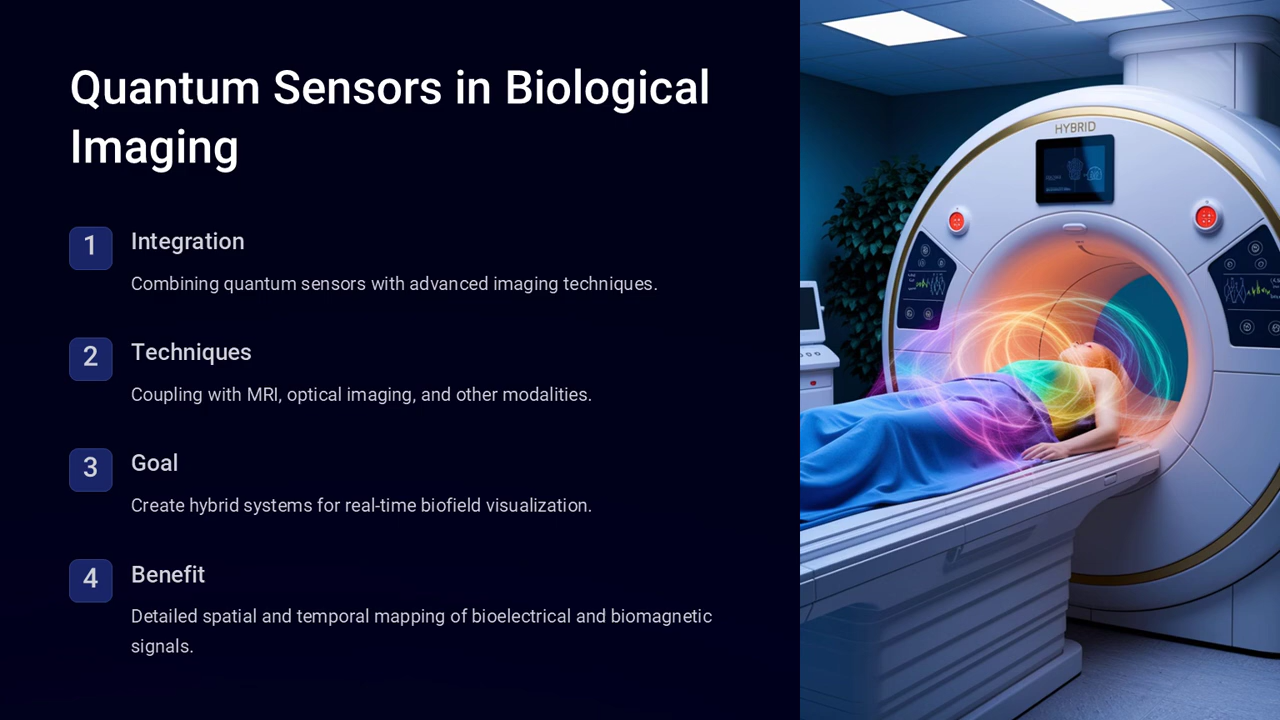 Quantum Sensors in Biological
Imaging
1
Integration
Combining quantum sensors with advanced imaging techniques.
2
Techniques
Coupling with MRI, optical imaging, and other modalities.
3
Goal
Create hybrid systems for real-time biofield visualization.
4
Benefit
Detailed spatial and temporal mapping of bioelectrical and biomagnetic
signals.
HYBRID